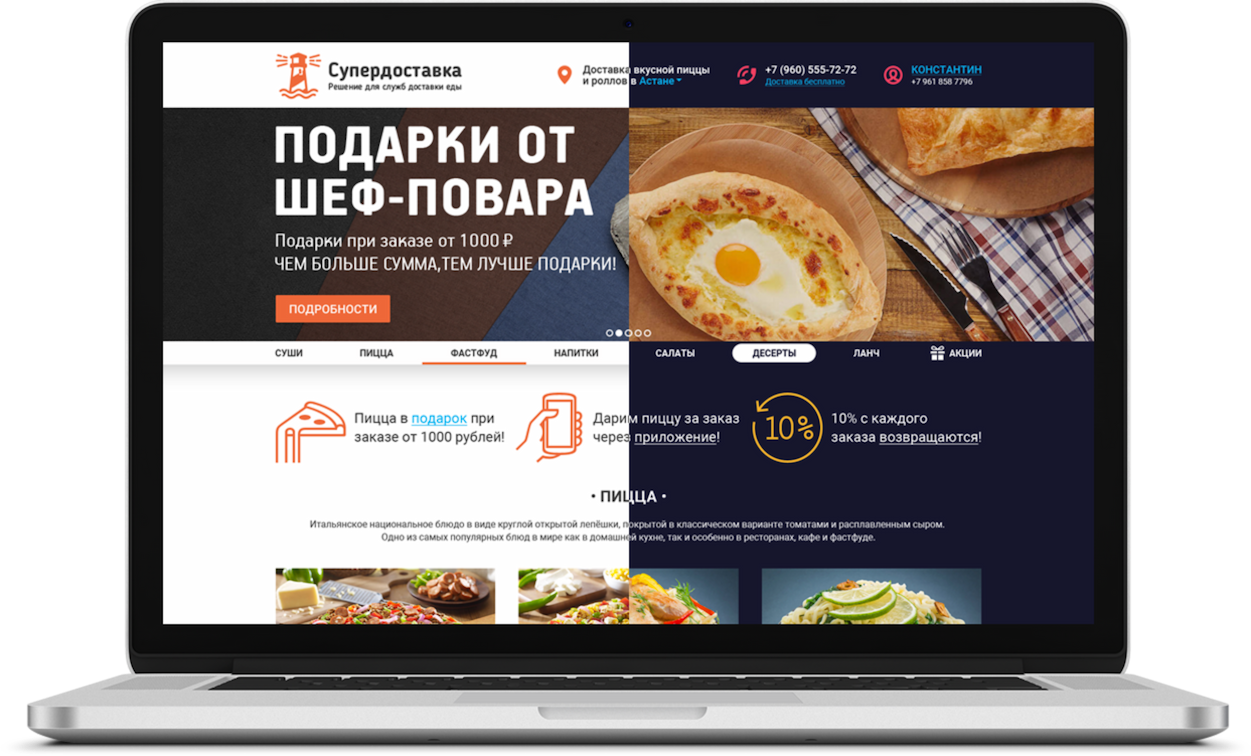 Супердоставка
Решение для служб доставки еды
Доставка вкусной пиццы
и роллов в Астане
+7 (960) 555-72-72
Доставка бесплатно
КОНСТАНТИН
+7 961 858 7796
ПОДАРКИ ОТ
ШЕФ-ПОВАРА
Подарки при заказе от 1000 ₽
ЧЕМ БОЛЬШЕ СУММА,ТЕМ ЛУЧШЕ ПОДАРКИ!
ПОДРОБНОСТИ
СУШИ ПИЦЦА ФАСТФУД НАПИТКИ САЛАТЫ ДЕСЕРТЫ ЛАНЧ АКЦИИ
Пицца в подарок при
заказе от 1000 рублей!
Дарим пиццу за заказ
через приложение!
10%
10% с каждого
заказа возвращаются!
• ПИЦЦА •
Итальянское национальное блюдо в виде круглой открытой лепёшки, покрытой в классическом варианте томатами и расплавленным сыром.
Одно из самых популярных блюд в мире как в домашней кухне, так и особенно в ресторанах, кафе и фастфуде.